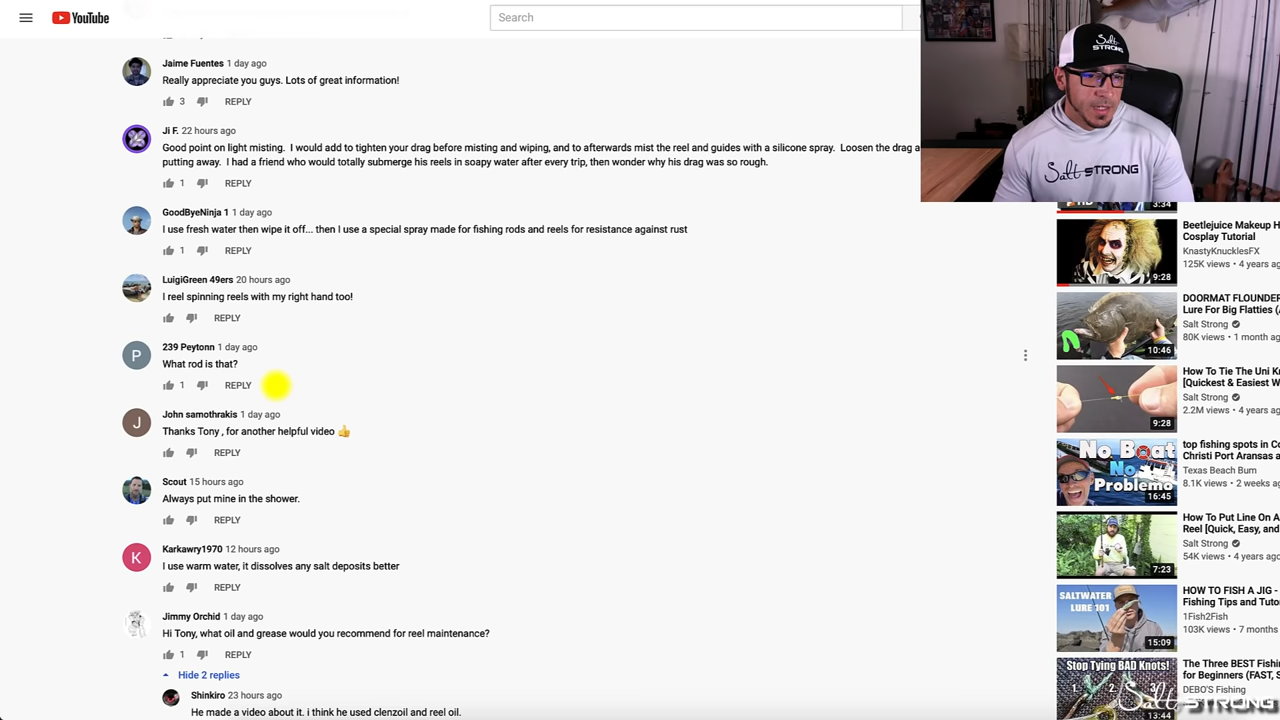 YouTube
Search
Jaime Fuentes 1 day ago
Really appreciate you guys. Lots of great information!
3 REPLY
Ji F. 22 hours ago
Good point on light misting. I would add to tighten your drag before misting and wiping, and to afterwards mist the reel and guides with a silicone spray. Loosen the drag a
putting away. I had a friend who would totally submerge his reels in soapy water after every trip, then wonder why his drag was so rough.
1 REPLY
GoodByeNinja 1 1 day ago
I use fresh water then wipe it off... then I use a special spray made for fishing rods and reels for resistance against rust
1 REPLY
LuigiGreen 49ers 20 hours ago
I reel spinning reels with my right hand too!
REPLY
239 Peytonn 1 day ago
What rod is that?
1 REPLY
John samothrakis 1 day ago
Thanks Tony , for another helpful video 👍
REPLY
Scout 15 hours ago
Always put mine in the shower.
REPLY
Karkawry1970 12 hours ago
I use warm water, it dissolves any salt deposits better
REPLY
Jimmy Orchid 1 day ago
Hi Tony, what oil and grease would you recommend for reel maintenance?
1 REPLY
Hide 2 replies
Shinkiro 23 hours ago
He made a video about it. i think he used clenzoil and reel oil.
Salt
STRONG
Salt STRONG
3:34
Beetlejuice Makeup H
Cosplay Tutorial
KnastyKnucklesFX
125K views • 4 years ag
9:28
DOORMAT FLOUNDER
Lure For Big Flatties (
Salt Strong
80K views • 1 month ag
10:46
How To Tie The Uni K
[Quickest & Easiest W
Salt Strong
2.2M views • 4 years ag
9:28
No Boat
No
Problemo
16:45
top fishing spots in Co
Christi Port Aransas a
Texas Beach Bum
8.1K views • 2 weeks ag
How To Put Line On A
Reel [Quick, Easy, and
Salt Strong
54K views • 4 years ago
7:23
SALTWATER
LURE 101
15:09
HOW TO FISH A JIG -
Fishing Tips and Tuto
1Fish2Fish
103K views • 7 months
Stop Tying BAD Knots!
1 2 3
13:44
The Three BEST Fishi
for Beginners (FAST, S
DEBO'S Fishing
Salt STRONG